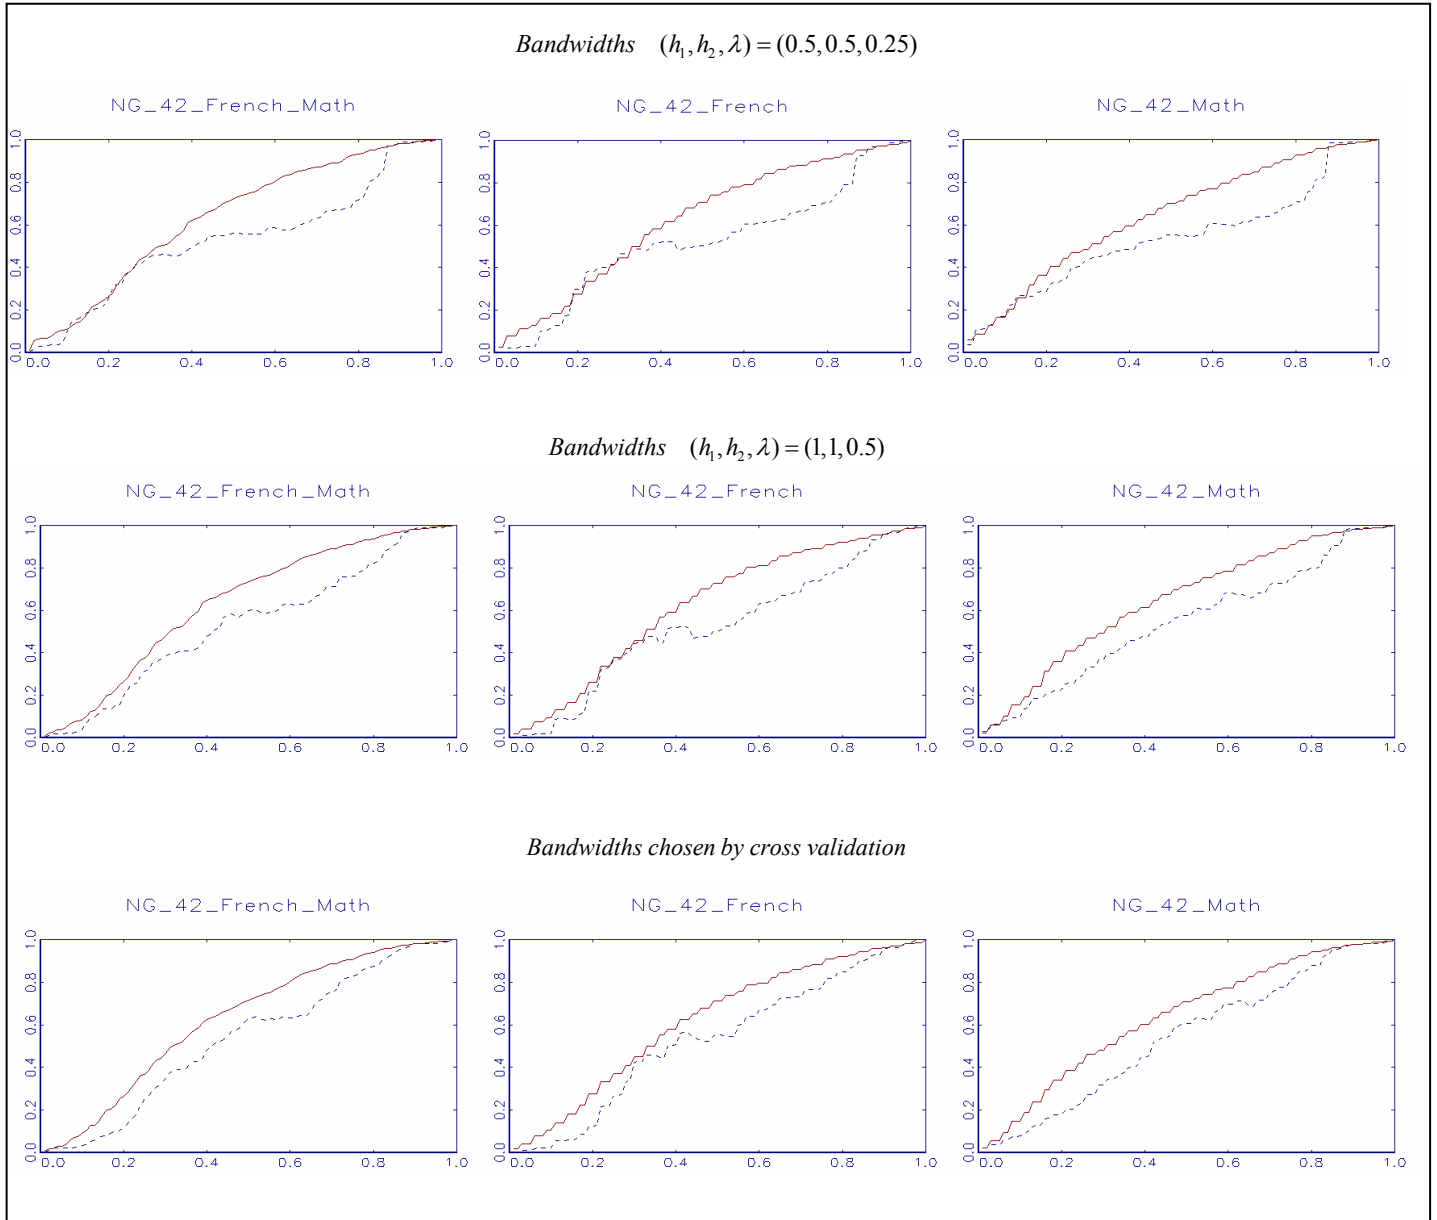 Bandwidths (h₁, h₂, λ) = (0.5, 0.5, 0.25)
NG_42_French_Math NG_42_French NG_42_Math
1.0 1.0 1.0
0.8 0.8 0.8
0.6 0.6 0.6
0.4 0.4 0.4
0.2 0.2 0.2
0.0 0.0 0.0
0.0 0.2 0.4 0.6 0.8 1.0 0.0 0.2 0.4 0.6 0.8 1.0 0.0 0.2 0.4 0.6 0.8 1.0
Bandwidths (h₁, h₂, λ) = (1,1,0.5)
NG_42_French_Math NG_42_French NG_42_Math
1.0 1.0 1.0
0.8 0.8 0.8
0.6 0.6 0.6
0.4 0.4 0.4
0.2 0.2 0.2
0.0 0.0 0.0
0.0 0.2 0.4 0.6 0.8 1.0 0.0 0.2 0.4 0.6 0.8 1.0 0.0 0.2 0.4 0.6 0.8 1.0
Bandwidths chosen by cross validation
NG_42_French_Math NG_42_French NG_42_Math
1.0 1.0 1.0
0.8 0.8 0.8
0.6 0.6 0.6
0.4 0.4 0.4
0.2 0.2 0.2
0.0 0.0 0.0
0.0 0.2 0.4 0.6 0.8 1.0 0.0 0.2 0.4 0.6 0.8 1.0 0.0 0.2 0.4 0.6 0.8 1.0